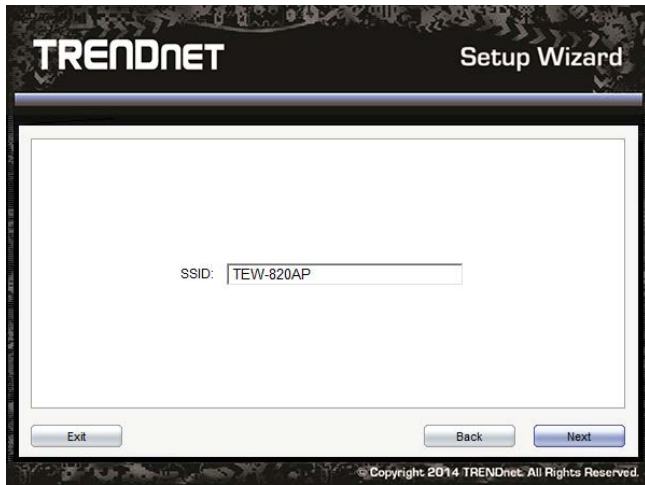 TRENDNET
Setup Wizard
SSID: TEW-820AP
Exit
Back
Next
© Copyright 2014 TRENDnet. All Rights Reserved.